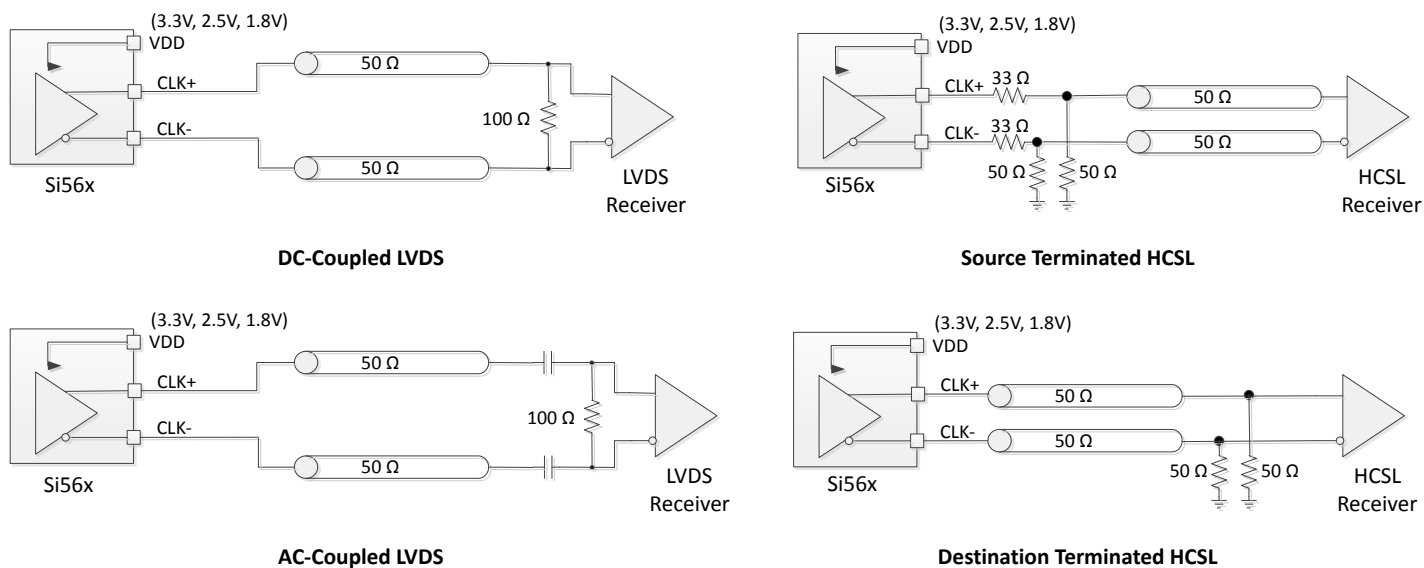 (3.3V, 2.5V, 1.8V)
VDD
CLK+
50 Ω
100 Ω
CLK-
50 Ω
Si56x
LVDS
Receiver
DC-Coupled LVDS
(3.3V, 2.5V, 1.8V)
VDD
CLK+
33 Ω
50 Ω
CLK-
33 Ω
50 Ω
50 Ω
50 Ω
Si56x
HCSL
Receiver
Source Terminated HCSL
(3.3V, 2.5V, 1.8V)
VDD
CLK+
50 Ω
100 Ω
CLK-
50 Ω
Si56x
LVDS
Receiver
AC-Coupled LVDS
(3.3V, 2.5V, 1.8V)
VDD
CLK+
50 Ω
CLK-
50 Ω
50 Ω
50 Ω
Si56x
HCSL
Receiver
Destination Terminated HCSL